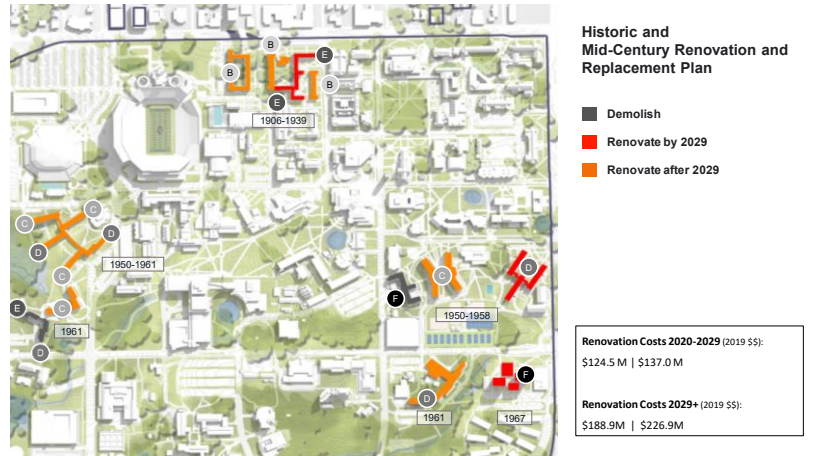 Historic and
Mid-Century Renovation and
Replacement Plan
Demolish
Renovate by 2029
Renovate after 2029
B
B
E
B
E
1906-1939
C
C
D
D
C
1950-1961
E
C
1961
D
F
C
D
1950-1958
D
1961
F
1967
Renovation Costs 2020-2029 (2019 $$):
$124.5 M | $137.0 M
Renovation Costs 2029+ (2019 $$):
$188.9M | $226.9M